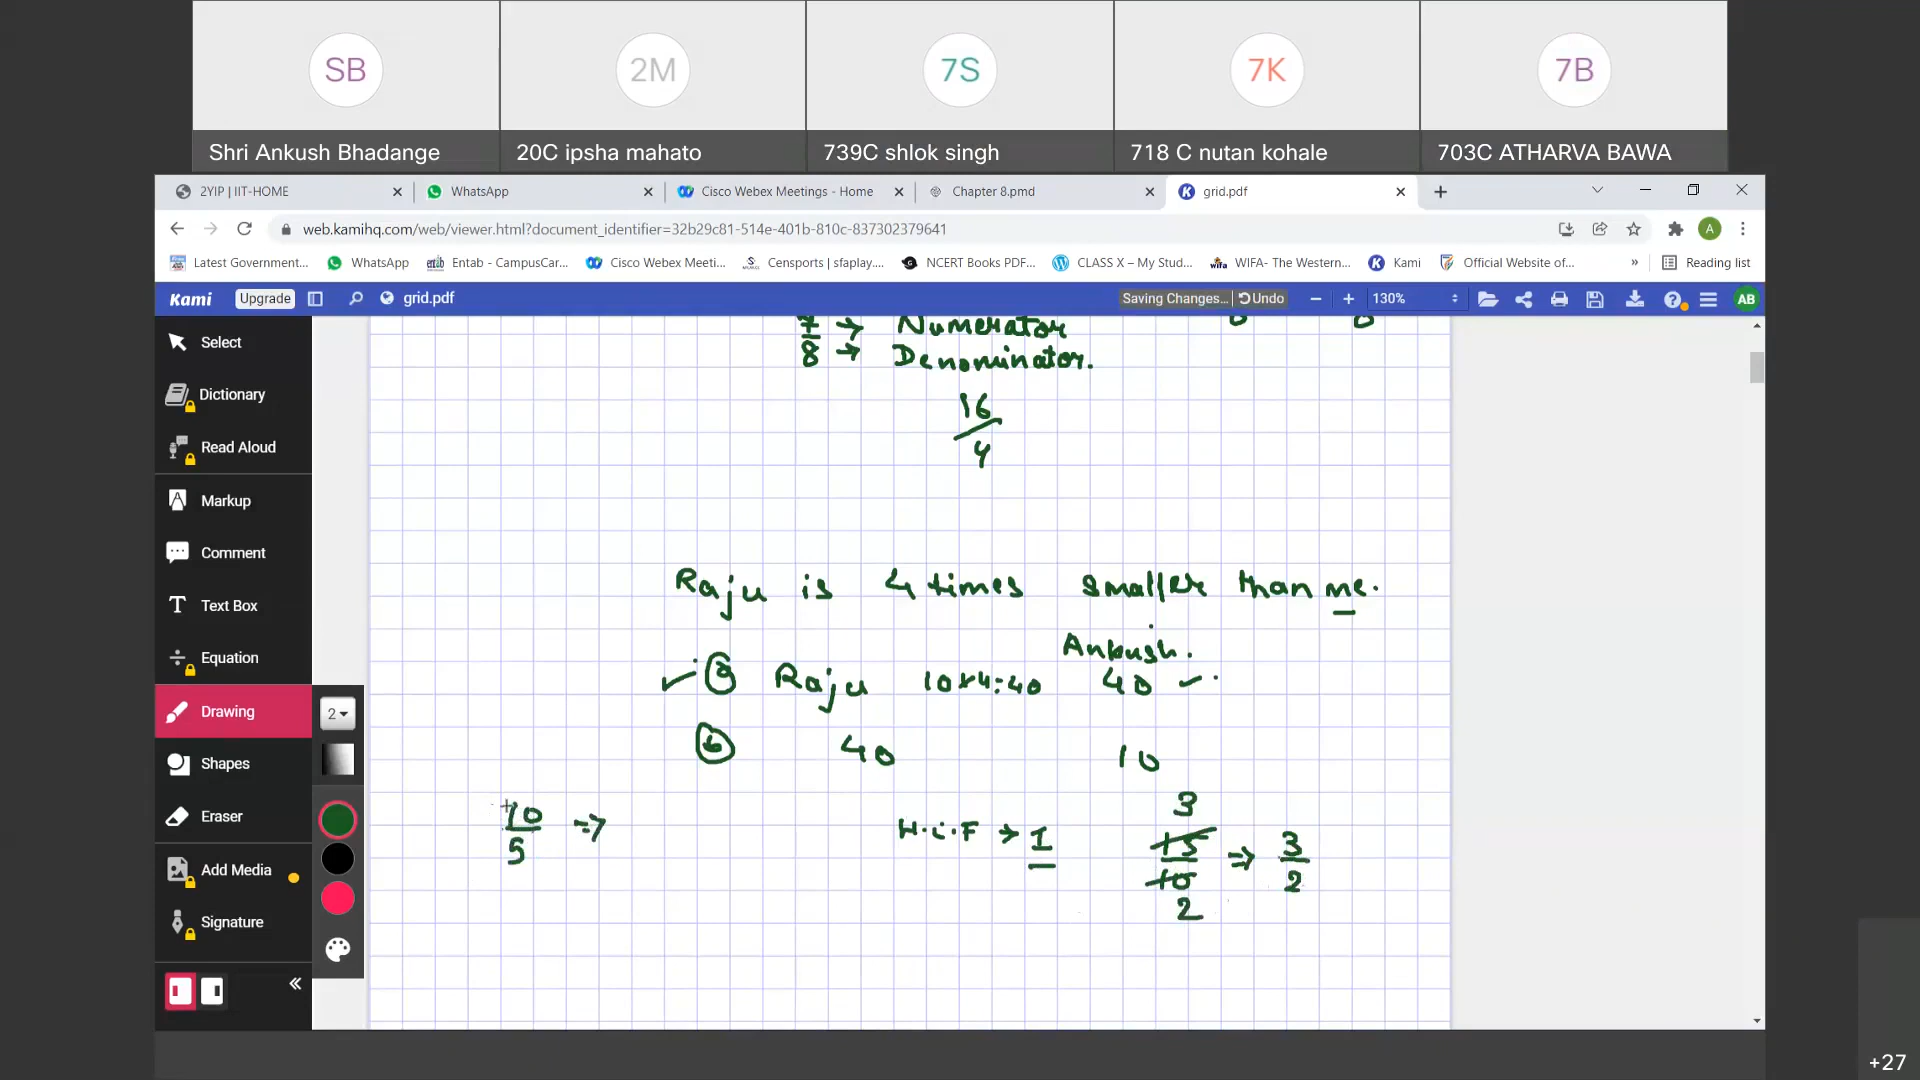 SB 2M 7S 7K 7B
Shri Ankush Bhadange 20C ipsha mahato 739C shlok singh 718 C nutan kohale 703C ATHARVA BAWA
2YIP | IIT-HOME WhatsApp Cisco Webex Meetings - Home Chapter 8.pmd grid.pdf
web.kamihq.com/web/viewer.html?document_identifier=32b29c81-514e-401b-810c-837302379641 A
Latest Government... WhatsApp Entab - CampusCar... Cisco Webex Meeti... Censports | sfaplay.... NCERT Books PDF... CLASS X – My Stud... WIFA- The Western... Kami Official Website of... » Reading list
Kami Upgrade grid.pdf Saving Changes... Undo 130% AB
Select
Dictionary
Read Aloud
Markup
Comment
Text Box
Equation
Drawing
2
Shapes
Eraser
Add Media
Signature
7 → Numerator
8 → Denominator.
16
4
Raju is 4 times smaller than me.
Ankush.
a Raju 10×4=40 40
b 40 10
10
5 ⇒
H.C.F → 1
3
15
10
2
⇒ 3
2
+27